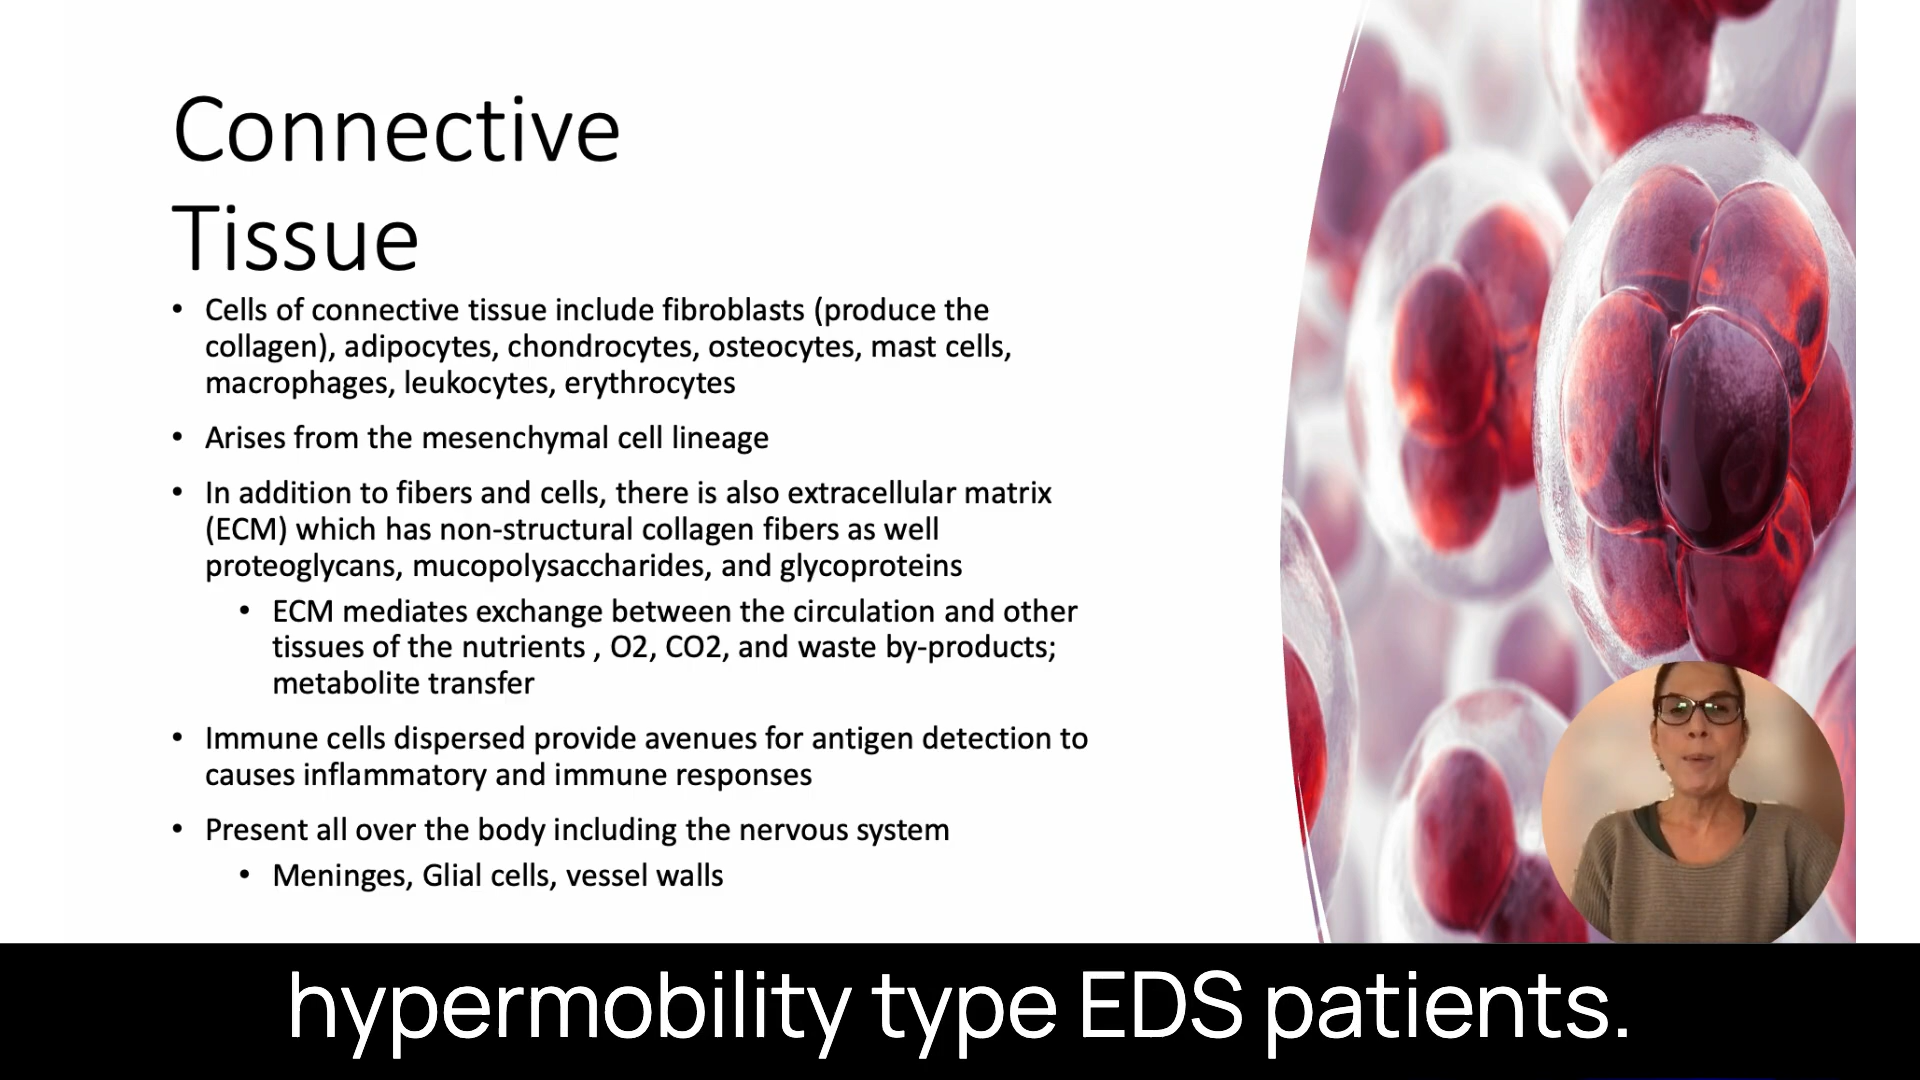 Connective
Tissue
• Cells of connective tissue include fibroblasts (produce the
collagen), adipocytes, chondrocytes, osteocytes, mast cells,
macrophages, leukocytes, erythrocytes
• Arises from the mesenchymal cell lineage
• In addition to fibers and cells, there is also extracellular matrix
(ECM) which has non-structural collagen fibers as well
proteoglycans, mucopolysaccharides, and glycoproteins
• ECM mediates exchange between the circulation and other
tissues of the nutrients , O2, CO2, and waste by-products;
metabolite transfer
• Immune cells dispersed provide avenues for antigen detection to
causes inflammatory and immune responses
• Present all over the body including the nervous system
• Meninges, Glial cells, vessel walls
hypermobility type EDS patients.